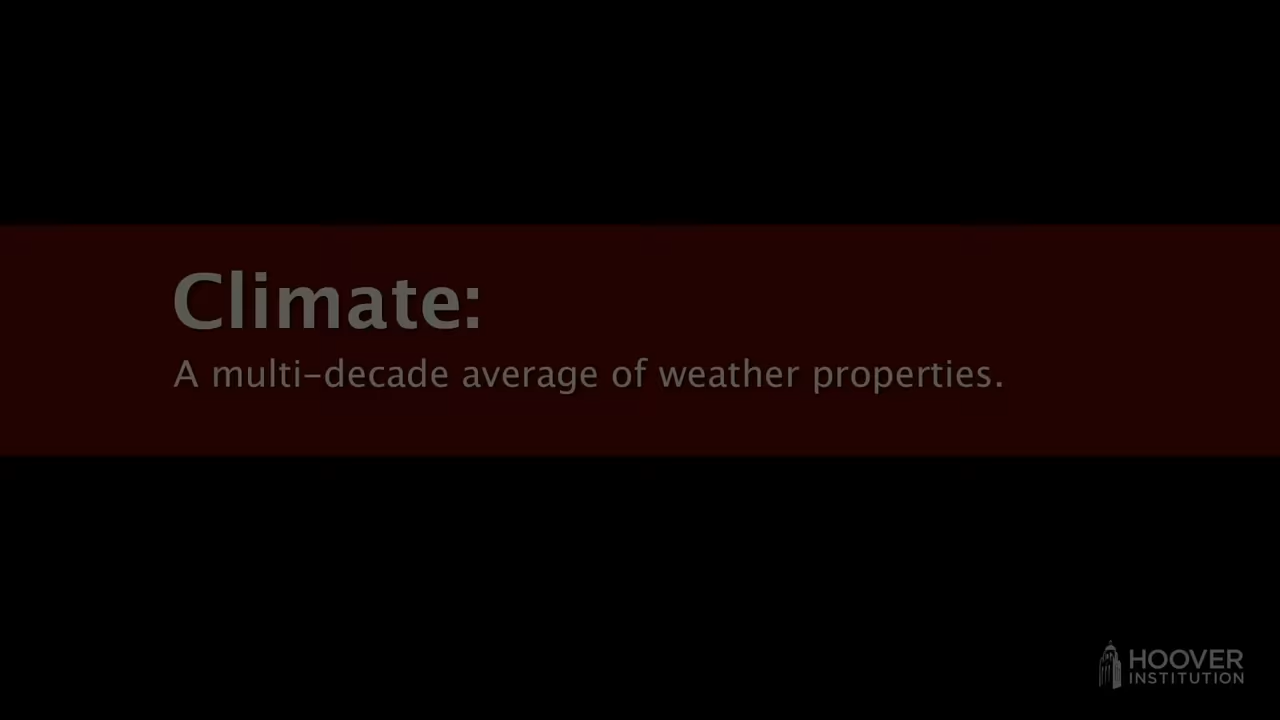 Climate:
A multi-decade average of weather properties.
HOOVER
INSTITUTION